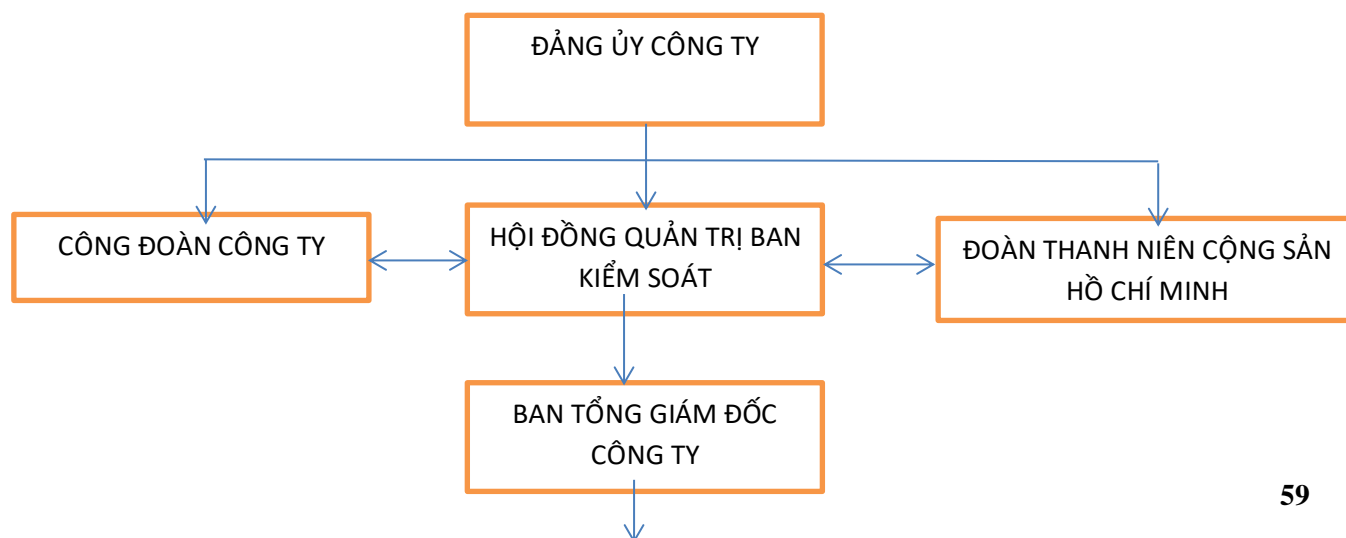 ĐẢNG ỦY CÔNG TY
CÔNG ĐOÀN CÔNG TY
HỘI ĐỒNG QUẢN TRỊ BAN
KIỂM SOÁT
ĐOÀN THANH NIÊN CỘNG SẢN
HỒ CHÍ MINH
BAN TỔNG GIÁM ĐỐC
CÔNG TY
59